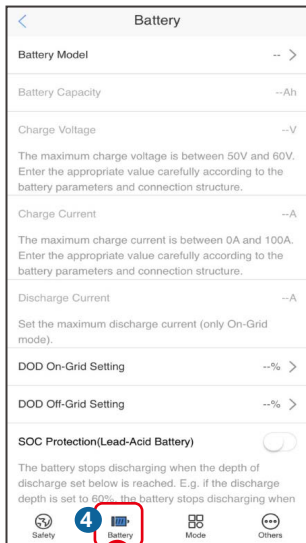 Battery
Battery Model -- >
Battery Capacity --Ah
Charge Voltage --V
The maximum charge voltage is between 50V and 60V.
Enter the appropriate value carefully according to the
battery parameters and connection structure.
Charge Current --A
The maximum charge current is between 0A and 100A.
Enter the appropriate value carefully according to the
battery parameters and connection structure.
Discharge Current --A
Set the maximum discharge current (only On-Grid
mode).
DOD On-Grid Setting --% >
DOD Off-Grid Setting --% >
SOC Protection(Lead-Acid Battery)
The battery stops discharging when the depth of
discharge set below is reached. E.g. if the discharge
depth is set to 60%, the battery stops discharging when
4
Safety Battery Mode Others